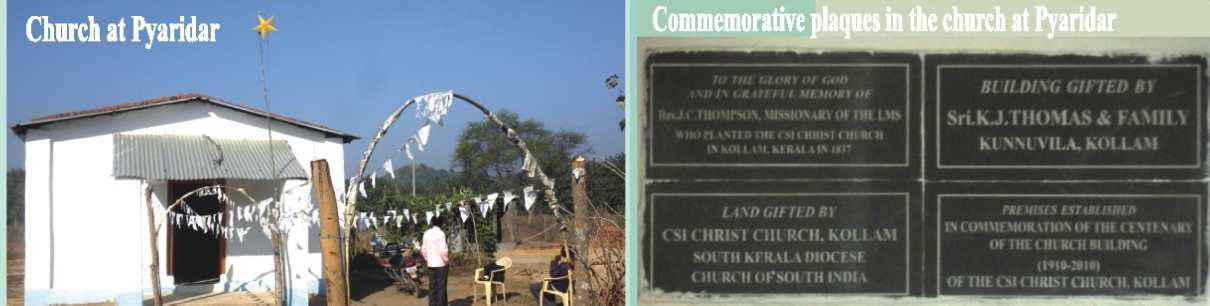 Church at Pyaridar
Commemorative plaques in the church at Pyaridar
TO THE GLORY OF GOD
AND IN GRATEFUL MEMORY OF
Rev.J.C.THOMPSON, MISSIONARY OF THE LMS
WHO PLANTED THE CSI CHRIST CHURCH
IN KOLLAM, KERALA IN 1837
BUILDING GIFTED BY
Sri.K.J.THOMAS & FAMILY
KUNNUVILA, KOLLAM
LAND GIFTED BY
CSI CHRIST CHURCH, KOLLAM
SOUTH KERALA DIOCESE
CHURCH OF SOUTH INDIA
PREMISES ESTABLISHED
IN COMMEMORATION OF THE CENTENARY
OF THE CHURCH BUILDING
(1910-2010)
OF THE CSI CHRIST CHURCH, KOLLAM